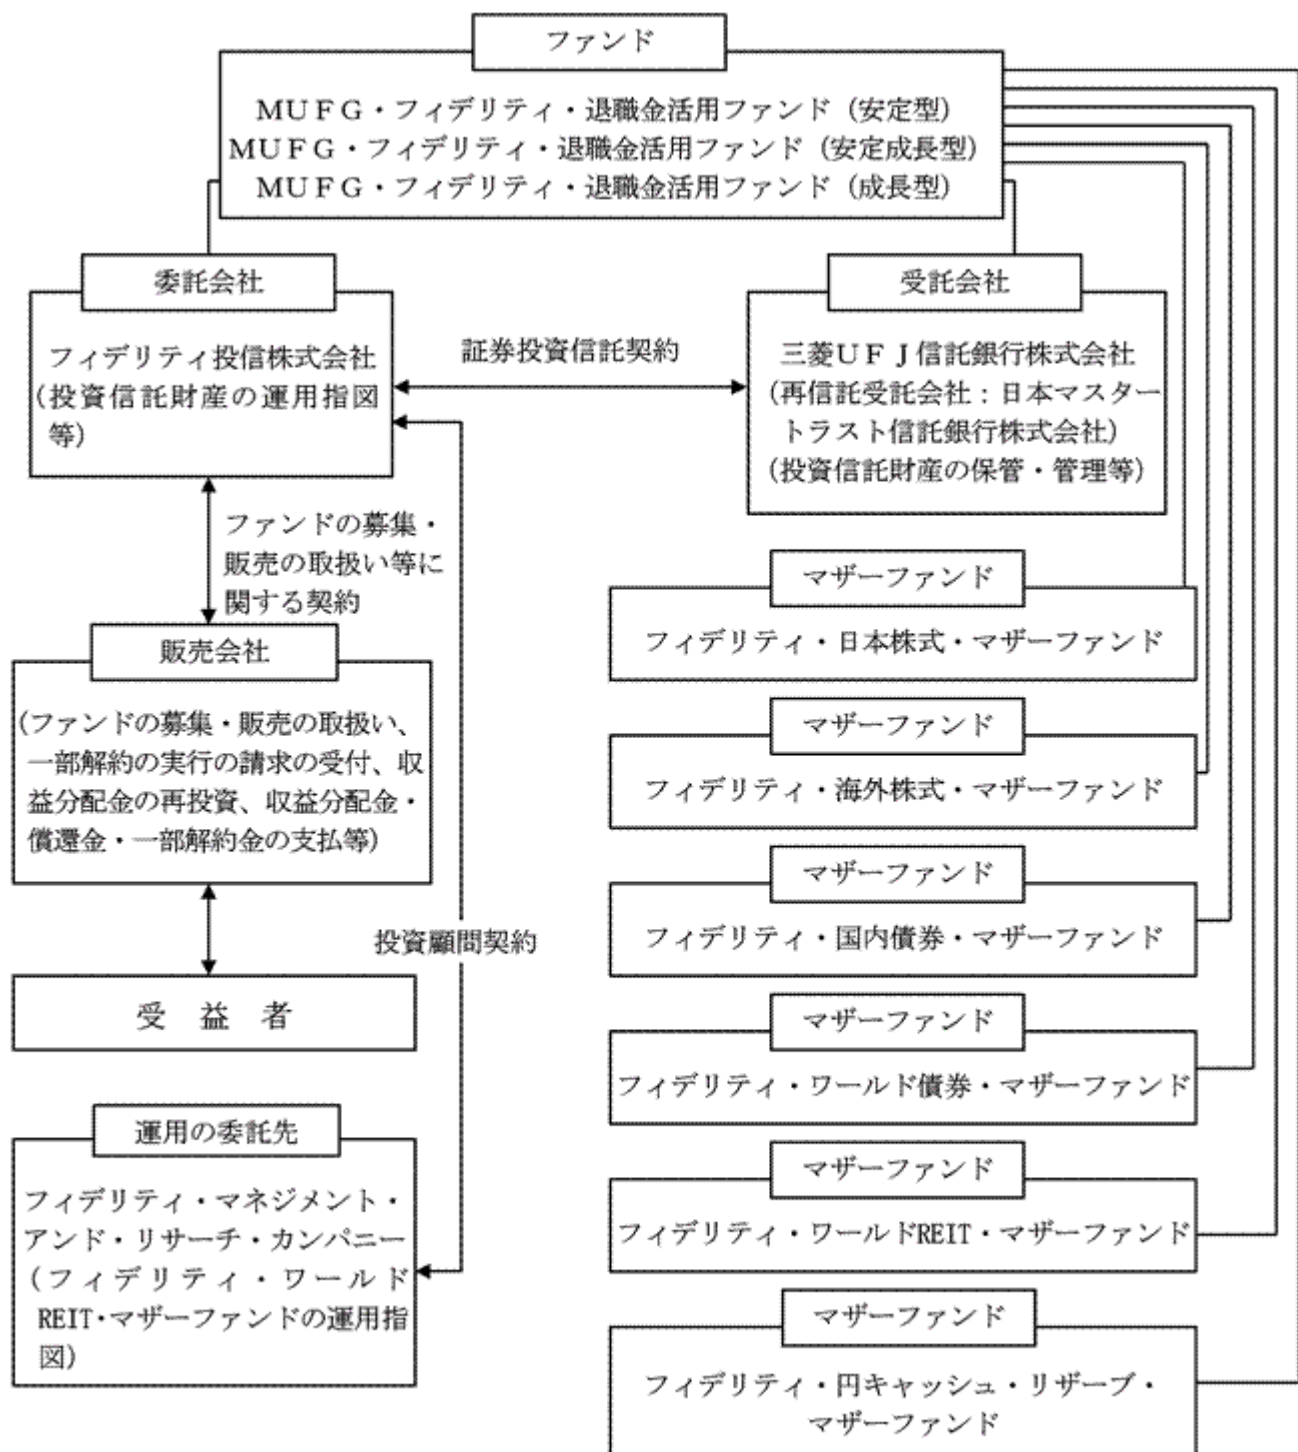 ファンド
MUFG・フィデリティ・退職金活用ファンド（安定型）
MUFG・フィデリティ・退職金活用ファンド（安定成長型）
MUFG・フィデリティ・退職金活用ファンド（成長型）
委託会社
フィデリティ投信株式会社
(投資信託財産の運用指図
等)
証券投資信託契約
受託会社
三菱UFJ信託銀行株式会社
(再信託受託会社：日本マスター
トラスト信託銀行株式会社)
(投資信託財産の保管・管理等)
ファンドの募集・
販売の取扱い等に
関する契約
販売会社
(ファンドの募集・販売の取扱い、
一部解約の実行の請求の受付、収
益分配金の再投資、収益分配金・
償還金・一部解約金の支払等)
投資顧問契約
受 益 者
運用の委託先
フィデリティ・マネジメント・
アンド・リサーチ・カンパニー
(フィデリティ・ワールド
REIT・マザーファンドの運用指
図)
マザーファンド
フィデリティ・日本株式・マザーファンド
マザーファンド
フィデリティ・海外株式・マザーファンド
マザーファンド
フィデリティ・国内債券・マザーファンド
マザーファンド
フィデリティ・ワールド債券・マザーファンド
マザーファンド
フィデリティ・ワールドREIT・マザーファンド
マザーファンド
フィデリティ・円キャッシュ・リザーブ・
マザーファンド